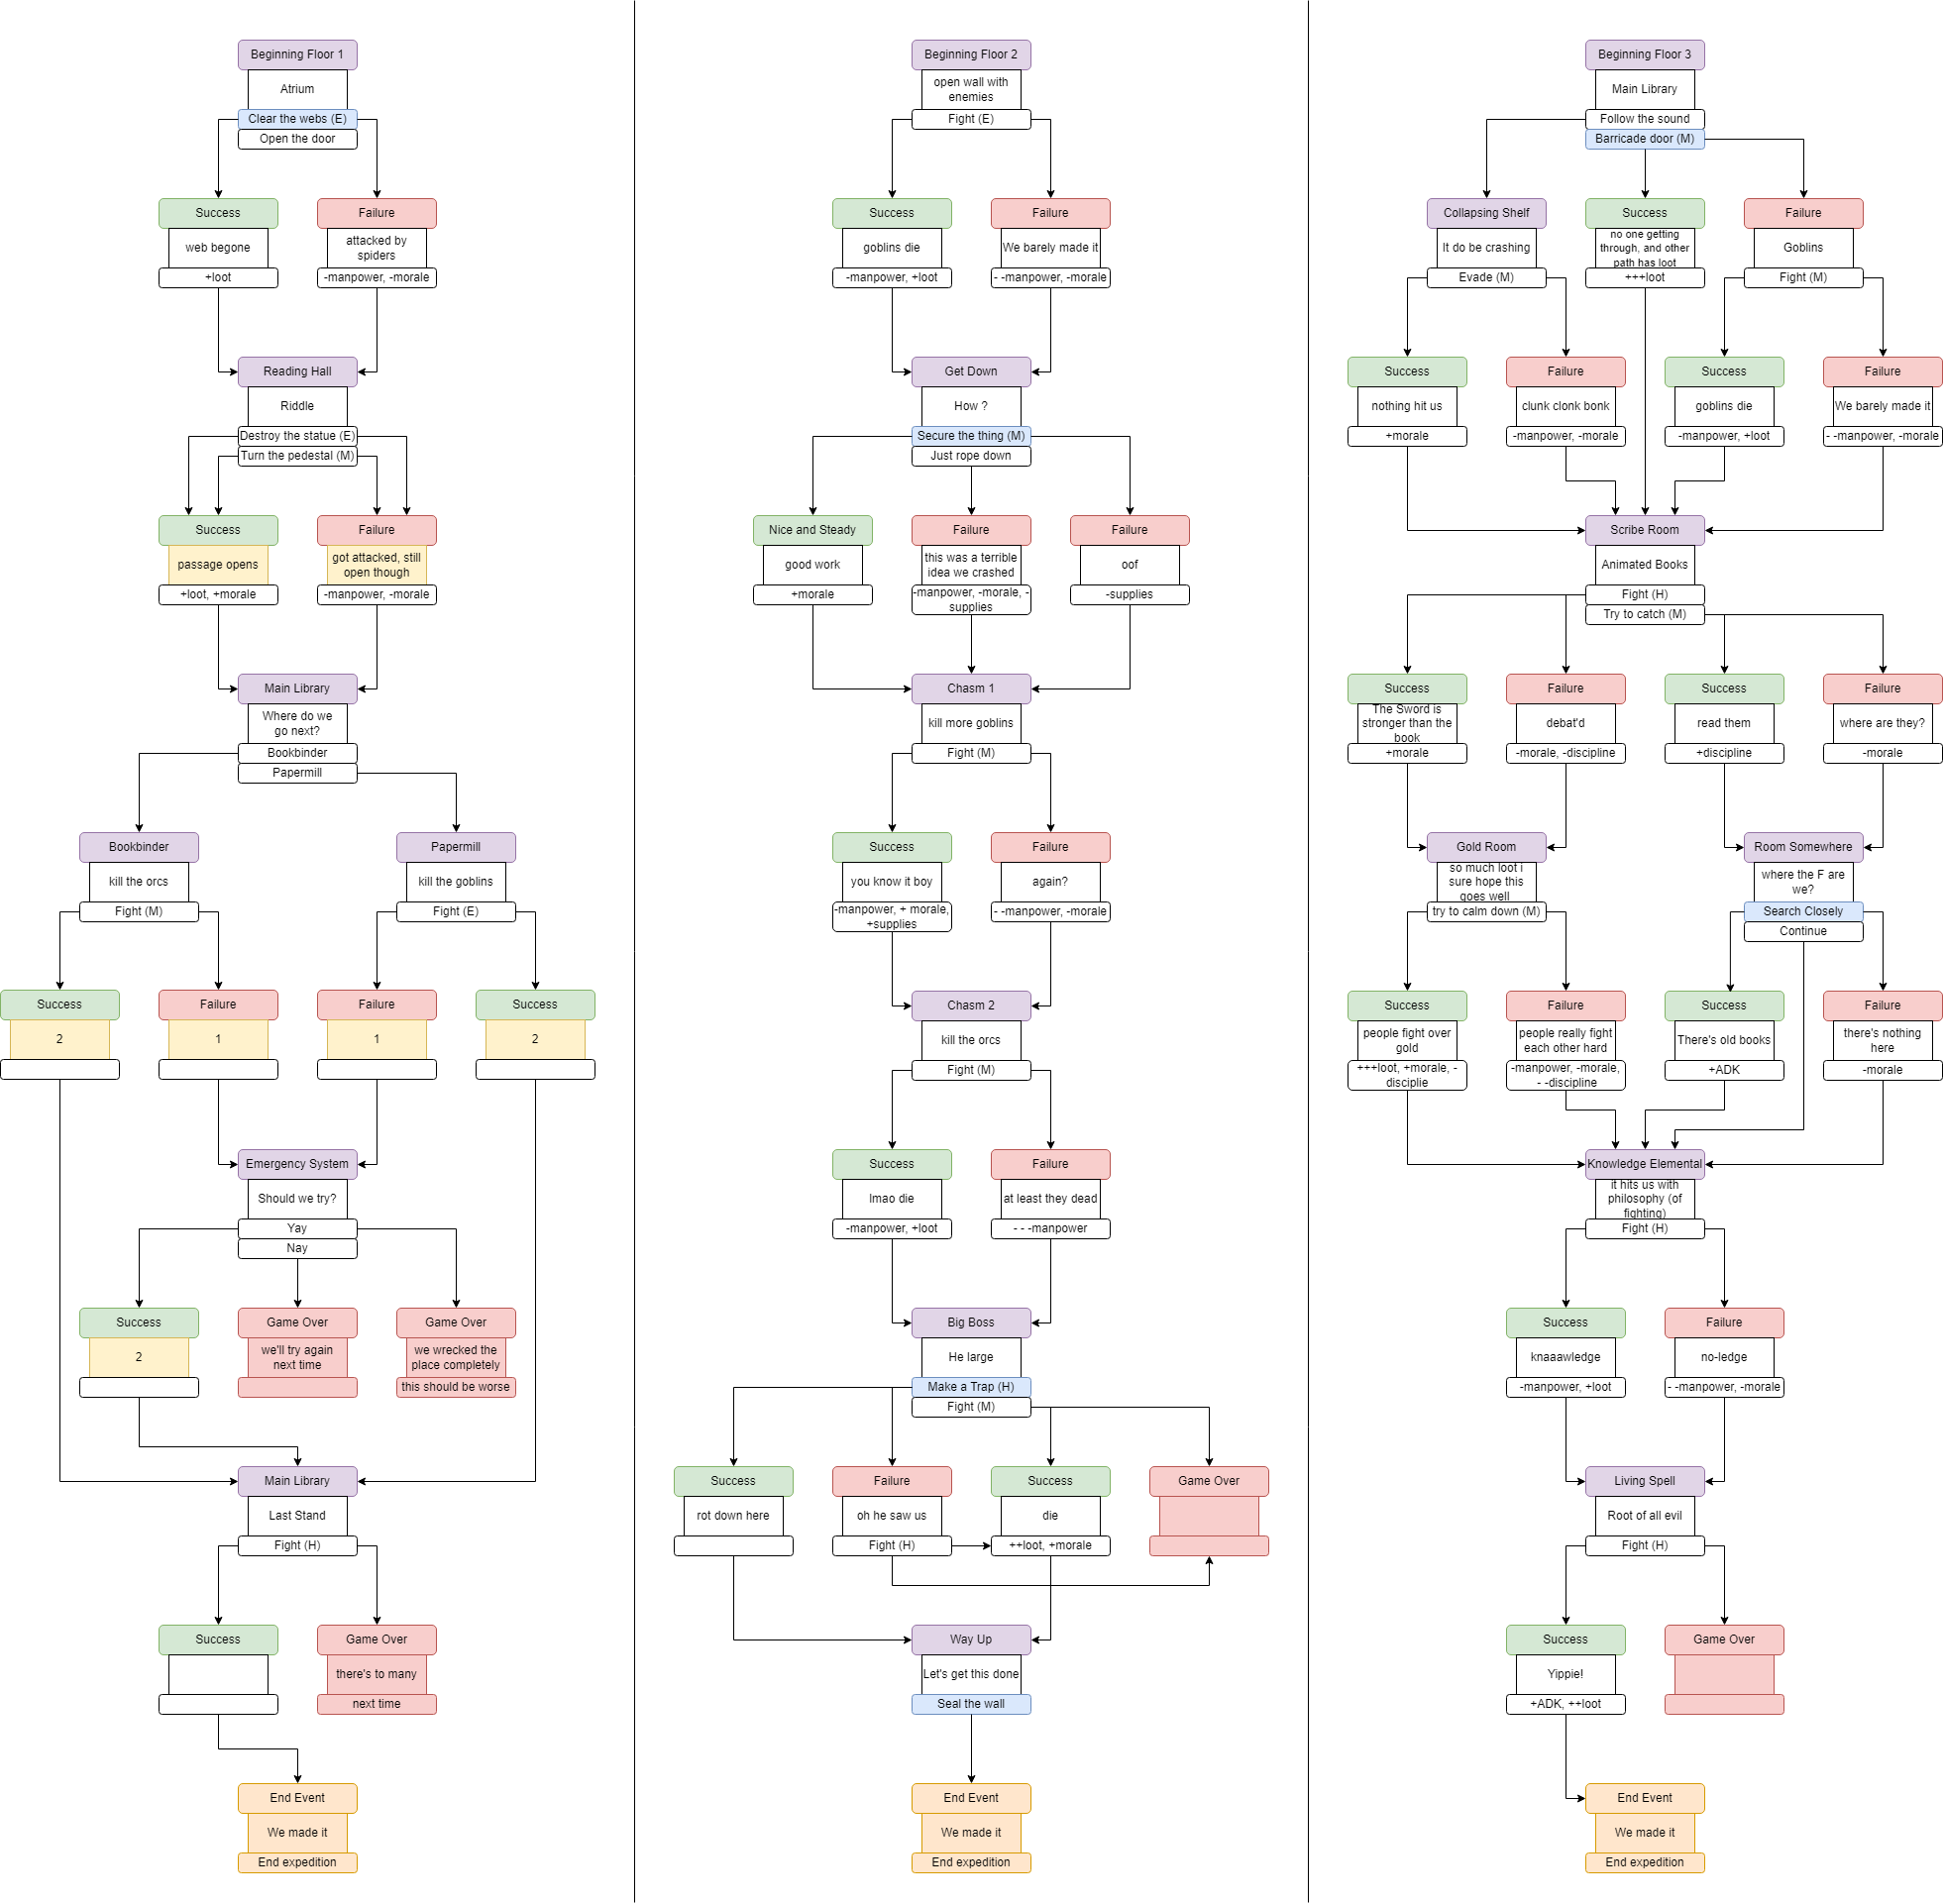 Beginning Floor 1
Atrium
Clear the webs (E)
Open the door
Success
web begone
+loot
Failure
attacked by
spiders
-manpower, -morale
Reading Hall
Riddle
Destroy the statue (E)
Turn the pedestal (M)
Success
passage opens
+loot, +morale
Failure
got attacked, still
open though
-manpower, -morale
Main Library
Where do we
go next?
Bookbinder
Papermill
Bookbinder
kill the orcs
Fight (M)
Papermill
kill the goblins
Fight (E)
Success
2
Failure
1
Failure
1
Success
2
Emergency System
Should we try?
Yay
Nay
Success
2
Game Over
we'll try again
next time
Game Over
we wrecked the
place completely
this should be worse
Main Library
Last Stand
Fight (H)
Success
Game Over
there's to many
next time
End Event
We made it
End expedition
Beginning Floor 2
open wall with
enemies
Fight (E)
Success
goblins die
-manpower, +loot
Failure
We barely made it
- -manpower, -morale
Get Down
How ?
Secure the thing (M)
Just rope down
Nice and Steady
good work
+morale
Failure
this was a terrible
idea we crashed
-manpower, -morale, -
supplies
Failure
oof
-supplies
Chasm 1
kill more goblins
Fight (M)
Success
you know it boy
-manpower, + morale,
+supplies
Failure
again?
- -manpower, -morale
Chasm 2
kill the orcs
Fight (M)
Success
lmao die
-manpower, +loot
Failure
at least they dead
- - -manpower
Big Boss
He large
Make a Trap (H)
Fight (M)
Success
rot down here
Failure
oh he saw us
Fight (H)
Success
die
++loot, +morale
Game Over
Way Up
Let's get this done
Seal the wall
End Event
We made it
End expedition
Beginning Floor 3
Main Library
Follow the sound
Barricade door (M)
Collapsing Shelf
It do be crashing
Evade (M)
Success
no one getting
through, and other
path has loot
+++loot
Failure
Goblins
Fight (M)
Success
nothing hit us
+morale
Failure
clunk clonk bonk
-manpower, -morale
Success
goblins die
-manpower, +loot
Failure
We barely made it
- -manpower, -morale
Scribe Room
Animated Books
Fight (H)
Try to catch (M)
Success
The Sword is
stronger than the
book
+morale
Failure
debat'd
-morale, -discipline
Success
read them
+discipline
Failure
where are they?
-morale
Gold Room
so much loot i
sure hope this
goes well
try to calm down (M)
Room Somewhere
where the F are
we?
Search Closely
Continue
Success
people fight over
gold
+++loot, +morale, -
disciplie
Failure
people really fight
each other hard
-manpower, -morale,
- -discipline
Success
There's old books
+ADK
Failure
there's nothing
here
-morale
Knowledge Elemental
it hits us with
philosophy (of
fighting)
Fight (H)
Success
knaaawledge
-manpower, +loot
Failure
no-ledge
- -manpower, -morale
Living Spell
Root of all evil
Fight (H)
Success
Yippie!
+ADK, ++loot
Game Over
End Event
We made it
End expedition